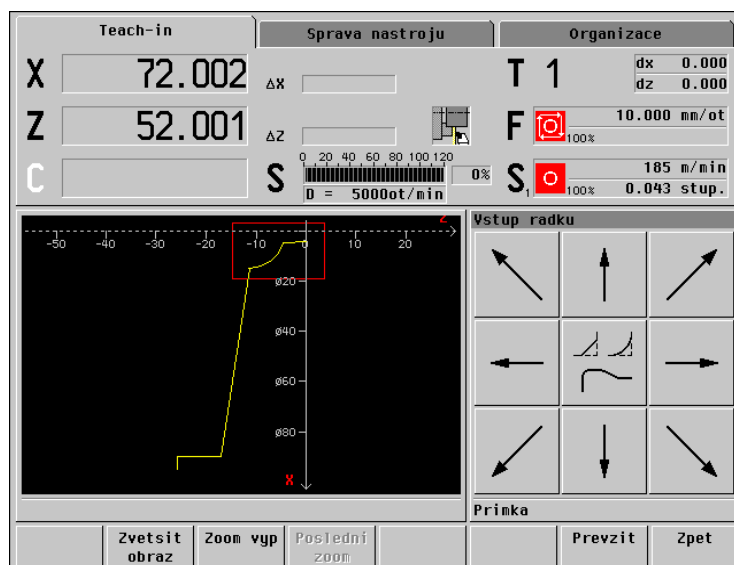 Teach-in Sprava nastroju Organizace
X 72.002 ΔX T 1 dx 0.000
dz 0.000
Z 52.001 ΔZ F 100% 10.000 mm/ot
C S 0 20 40 60 80 100 120 0% S1 100% 185 m/min
D = 5000ot/min 0.043 stup.
Z Vstup radku
-50 -40 -30 -20 -10 0 10 20
ø20
ø40
ø60
ø80
X
Primka
Zvetsit obraz Zoom vyp Posledni zoom Prevzit Zpet